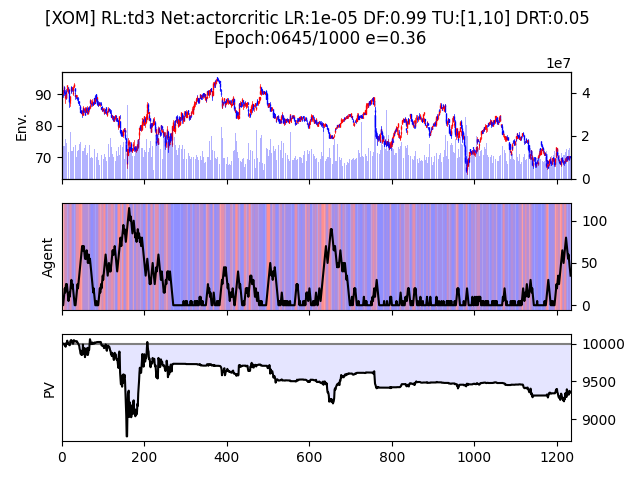 [XOM] RL:td3 Net:actorcritic LR:1e-05 DF:0.99 TU:[1,10] DRT:0.05
Epoch:0645/1000 e=0.36
1e7
90
80
70
Env.
4
2
0
Agent
100
50
0
PV
10000
9500
9000
0 200 400 600 800 1000 1200